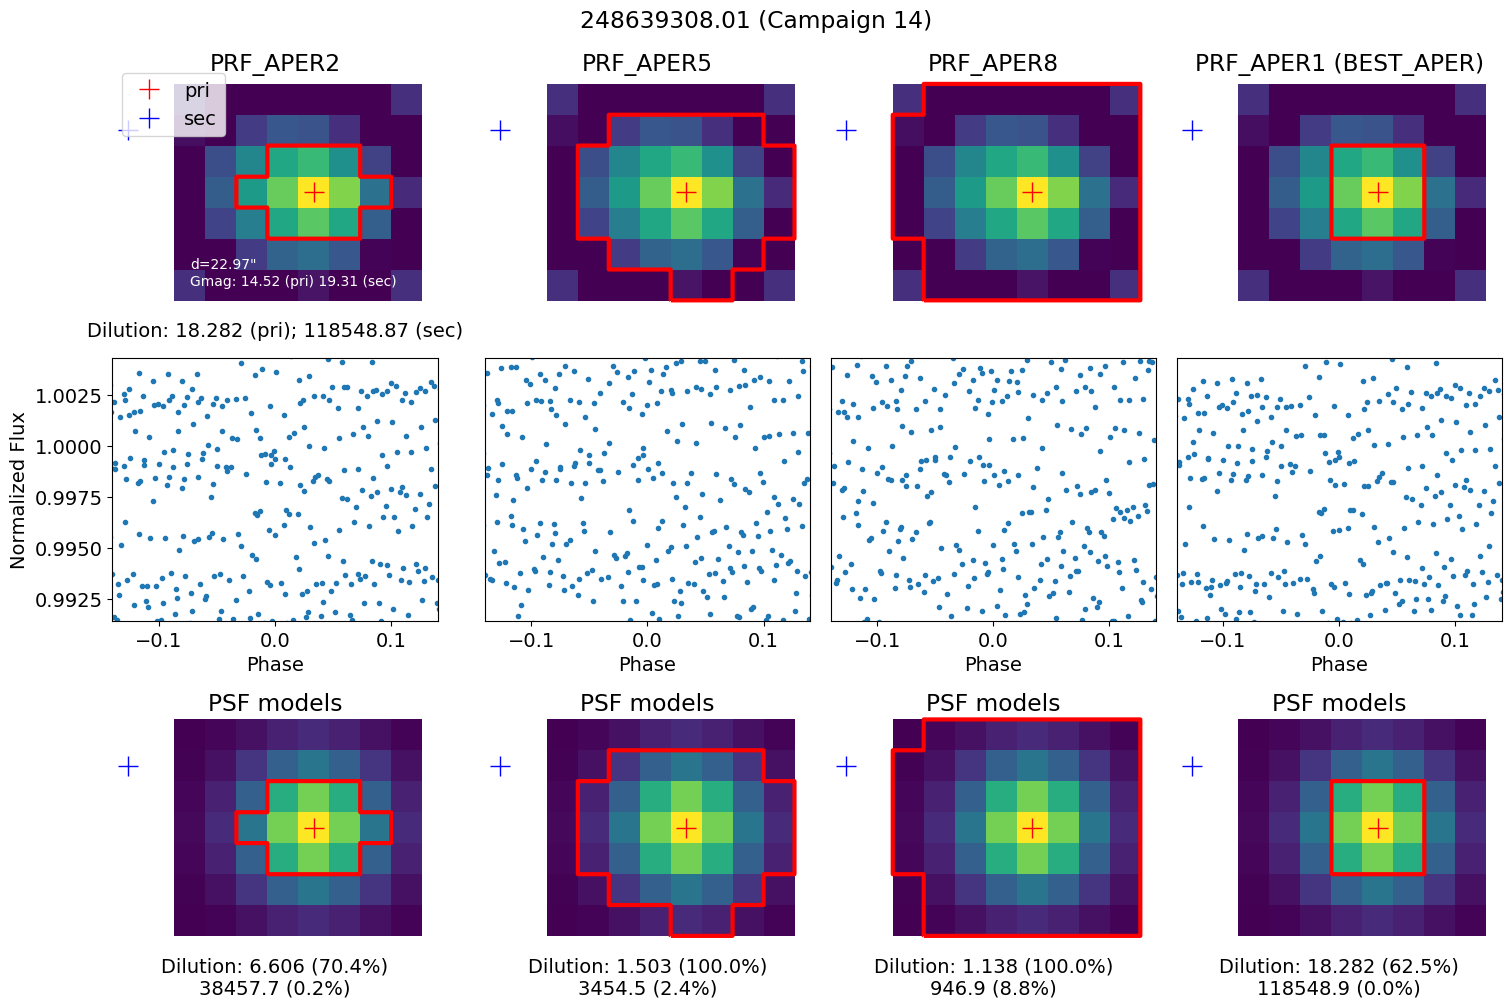 248639308.01 (Campaign 14)
PRF_APER2
PRF_APER5
PRF_APER8
PRF_APER1 (BEST_APER)
pri
sec
d=22.97"
Gmag: 14.52 (pri) 19.31 (sec)
Dilution: 18.282 (pri); 118548.87 (sec)
Normalized Flux
1.0025
1.0000
0.9975
0.9950
0.9925
−0.1 0.0 0.1
−0.1 0.0 0.1
−0.1 0.0 0.1
−0.1 0.0 0.1
Phase
Phase
Phase
Phase
PSF models
PSF models
PSF models
PSF models
Dilution: 6.606 (70.4%)
38457.7 (0.2%)
Dilution: 1.503 (100.0%)
3454.5 (2.4%)
Dilution: 1.138 (100.0%)
946.9 (8.8%)
Dilution: 18.282 (62.5%)
118548.9 (0.0%)